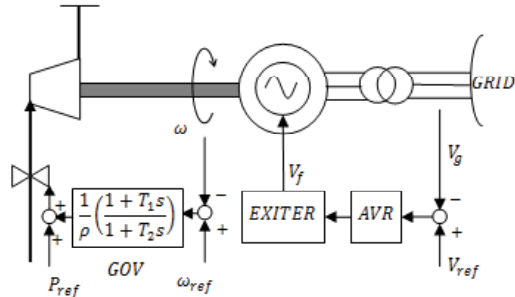 GRID
ω
V_f
V_g
+
+
1/ρ (1 + T_1 s / 1 + T_2 s)
−
+
EXITER
AVR
−
+
P_ref
GOV
ω_ref
V_ref